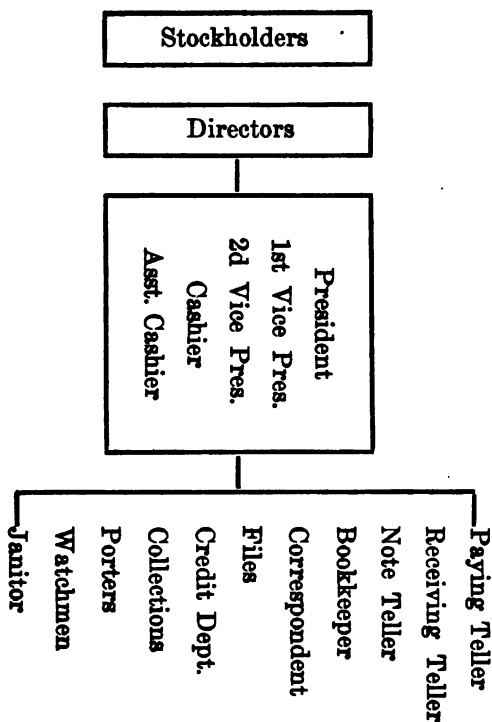 Stockholders
Directors
President
1st Vice Pres.
2d Vice Pres.
Cashier
Asst. Cashier
Paying Teller
Receiving Teller
Note Teller
Bookkeeper
Correspondent
Files
Credit Dept.
Collections
Porters
Watchmen
Janitor